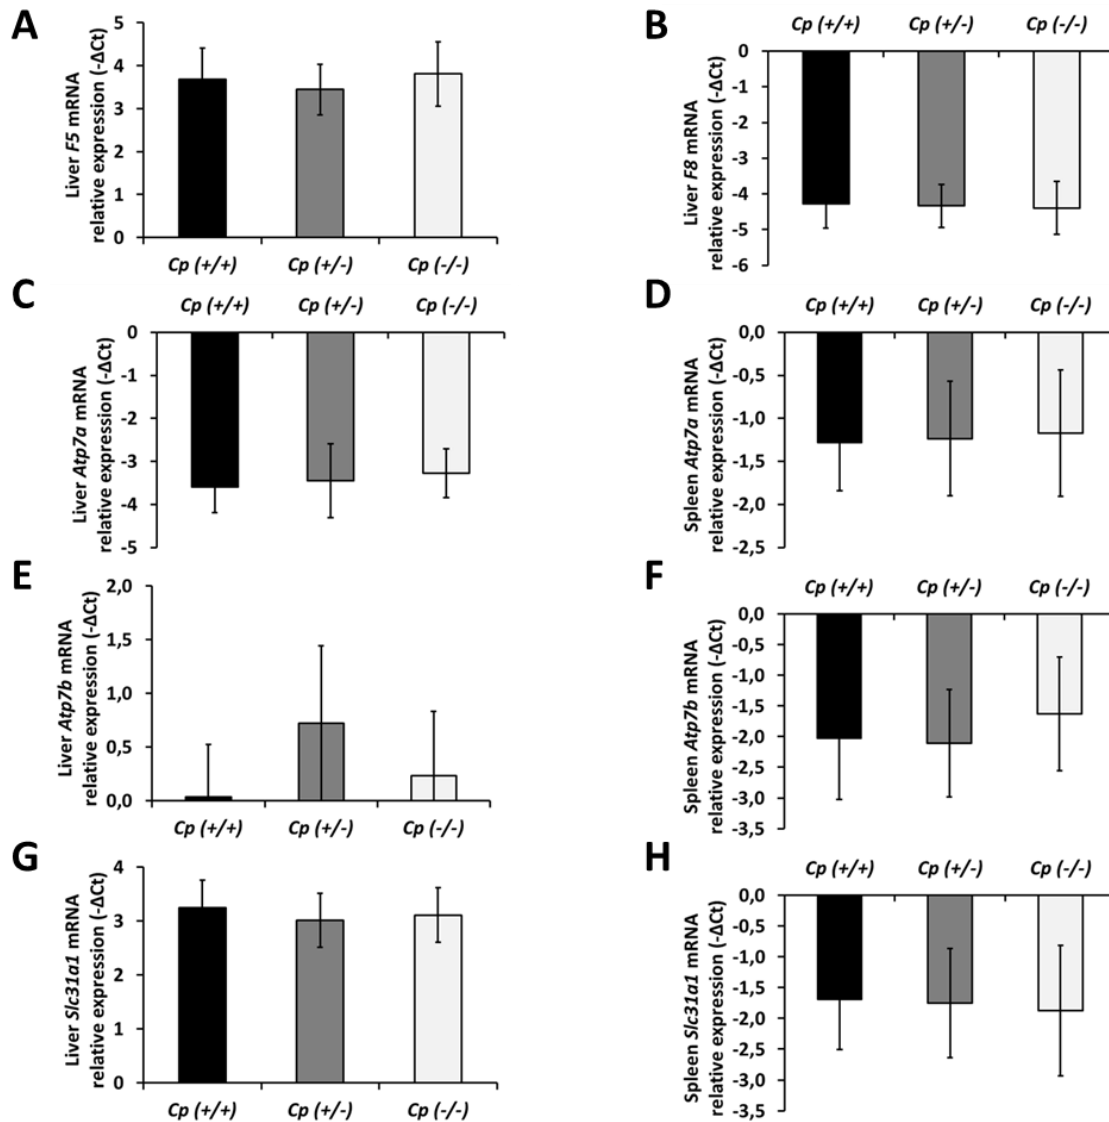 A
Liver F5 mRNA
relative expression (-ΔCt)
5
4
3
2
1
0
Cp (+/+)
Cp (+/-)
Cp (-/-)
B
Liver F8 mRNA
relative expression (-ΔCt)
Cp (+/+)
Cp (+/-)
Cp (-/-)
0
-1
-2
-3
-4
-5
-6
C
Liver Atp7a mRNA
relative expression (-ΔCt)
Cp (+/+)
Cp (+/-)
Cp (-/-)
0
-1
-2
-3
-4
-5
D
Spleen Atp7a mRNA
relative expression (-ΔCt)
Cp (+/+)
Cp (+/-)
Cp (-/-)
0,0
-0,5
-1,0
-1,5
-2,0
-2,5
E
Liver Atp7b mRNA
relative expression (-ΔCt)
2,0
1,5
1,0
0,5
0,0
Cp (+/+)
Cp (+/-)
Cp (-/-)
F
Spleen Atp7b mRNA
relative expression (-ΔCt)
Cp (+/+)
Cp (+/-)
Cp (-/-)
0,0
-0,5
-1,0
-1,5
-2,0
-2,5
-3,0
-3,5
G
Liver Slc31a1 mRNA
relative expression (-ΔCt)
4
3
2
1
0
Cp (+/+)
Cp (+/-)
Cp (-/-)
H
Spleen Slc31a1 mRNA
relative expression (-ΔCt)
Cp (+/+)
Cp (+/-)
Cp (-/-)
0,0
-0,5
-1,0
-1,5
-2,0
-2,5
-3,0
-3,5